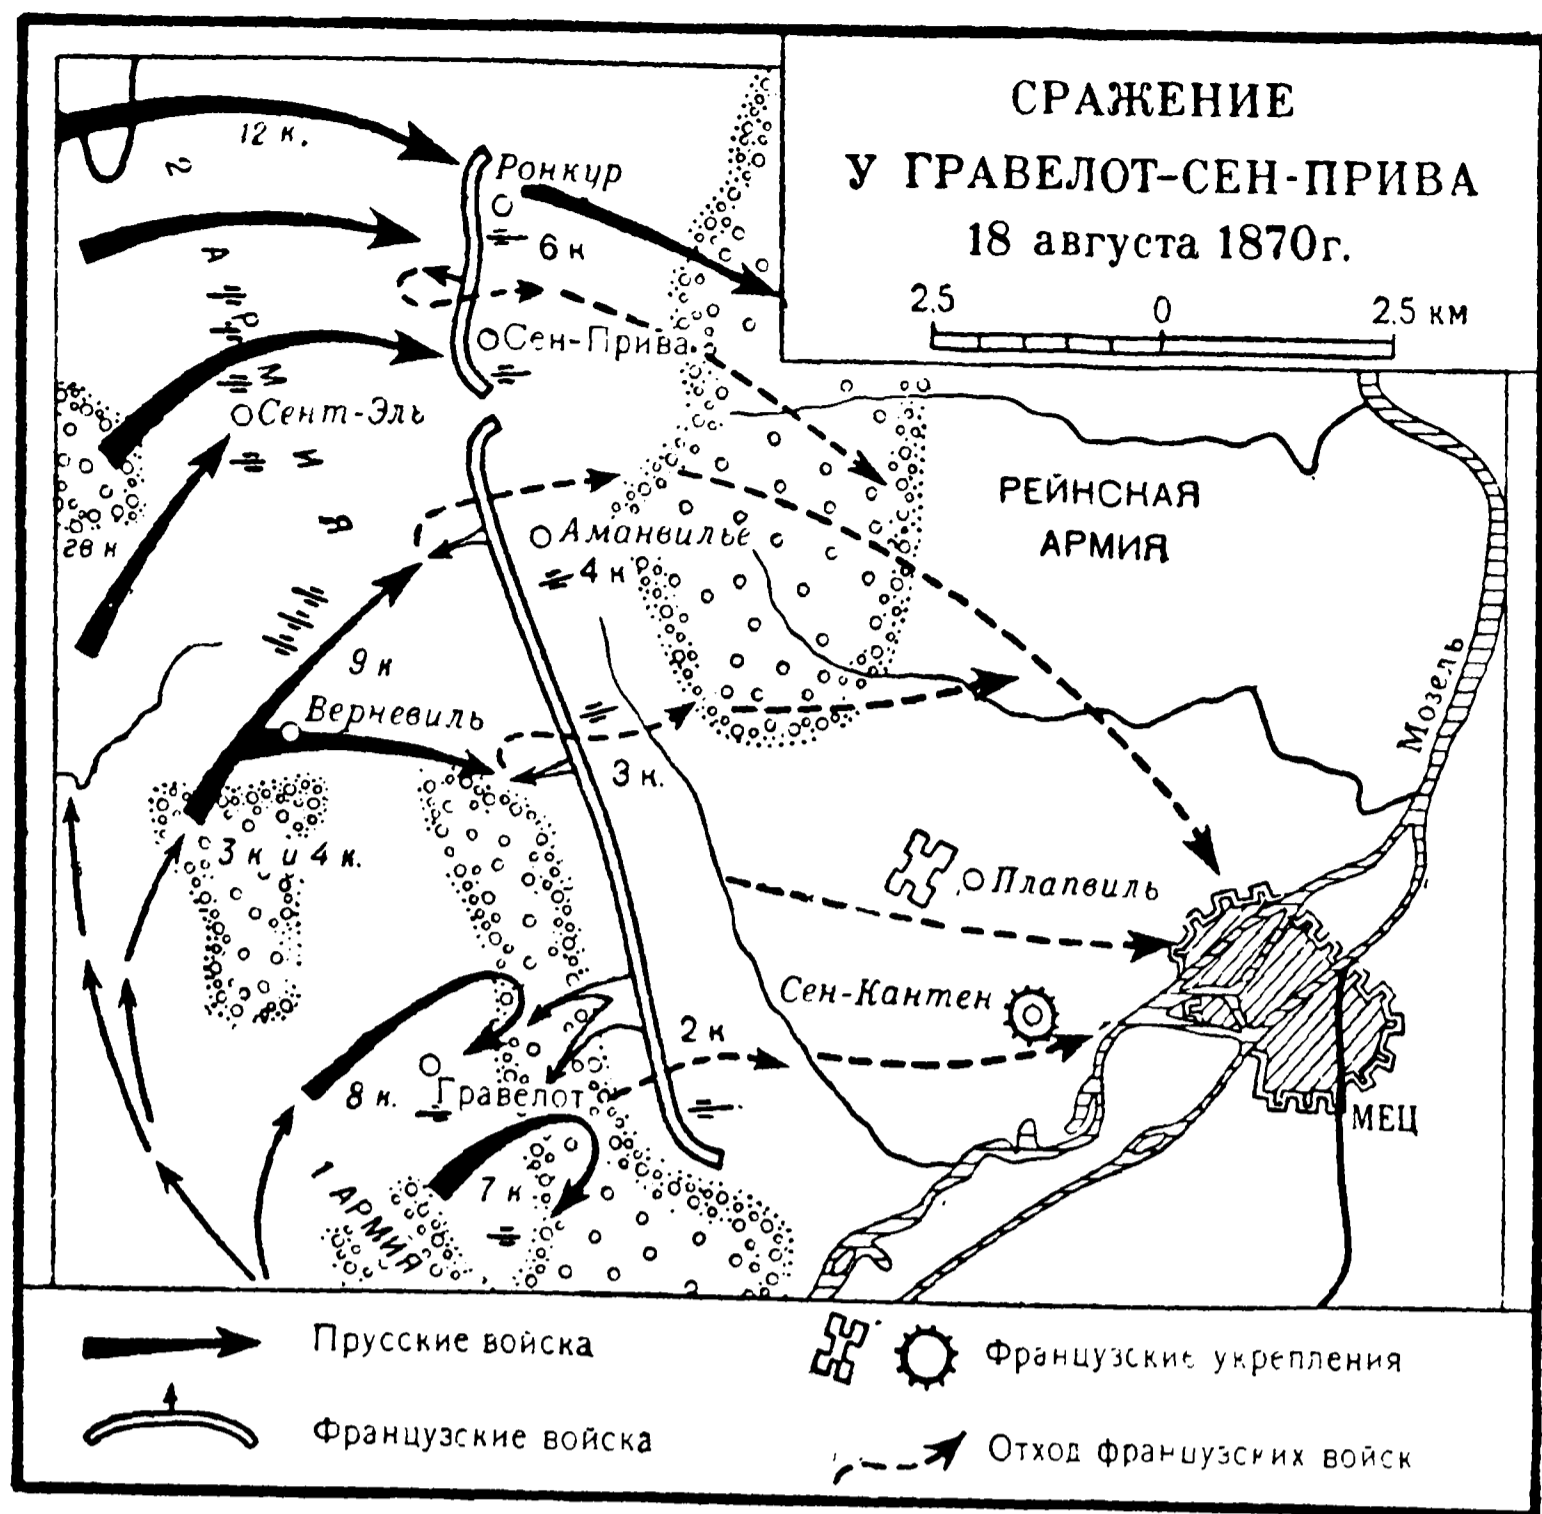 СРАЖЕНИЕ
У ГРАВЕЛОТ-СЕН-ПРИВА
18 августа 1870г.
2.5 0 2.5 км
12 к.
2 АРМИЯ
Ронкур
6 к
Сен-Прива
Сент-Эль
гв к
Аманвилье
4 к
РЕЙНСКАЯ
АРМИЯ
9 к
Верневиль
3 к.
Мозель
3 к и 4 к.
Плапвиль
Сен-Кантен
2 к
8 к.
Гравелот
МЕЦ
7 к
1 АРМИЯ
Прусские войска
Французские укрепления
Французские войска
Отход французских войск